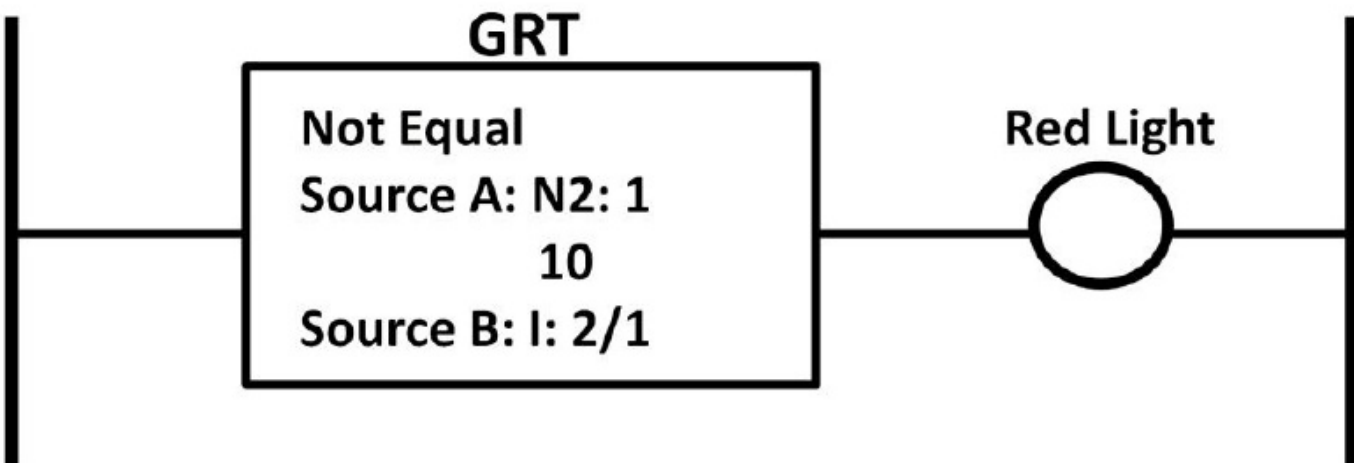 GRT
Not Equal
Source A: N2: 1
10
Source B: I: 2/1
Red Light